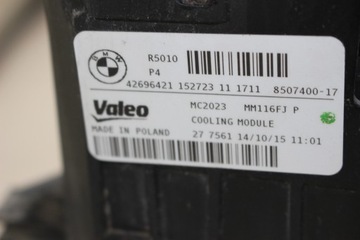 BMW
R5010
P4
42696421 152723 11 1711 8507400-17
Valeo
MC2023 MM116FJ P
COOLING MODULE
MADE IN POLAND
27 7561 14/10/15 11:01